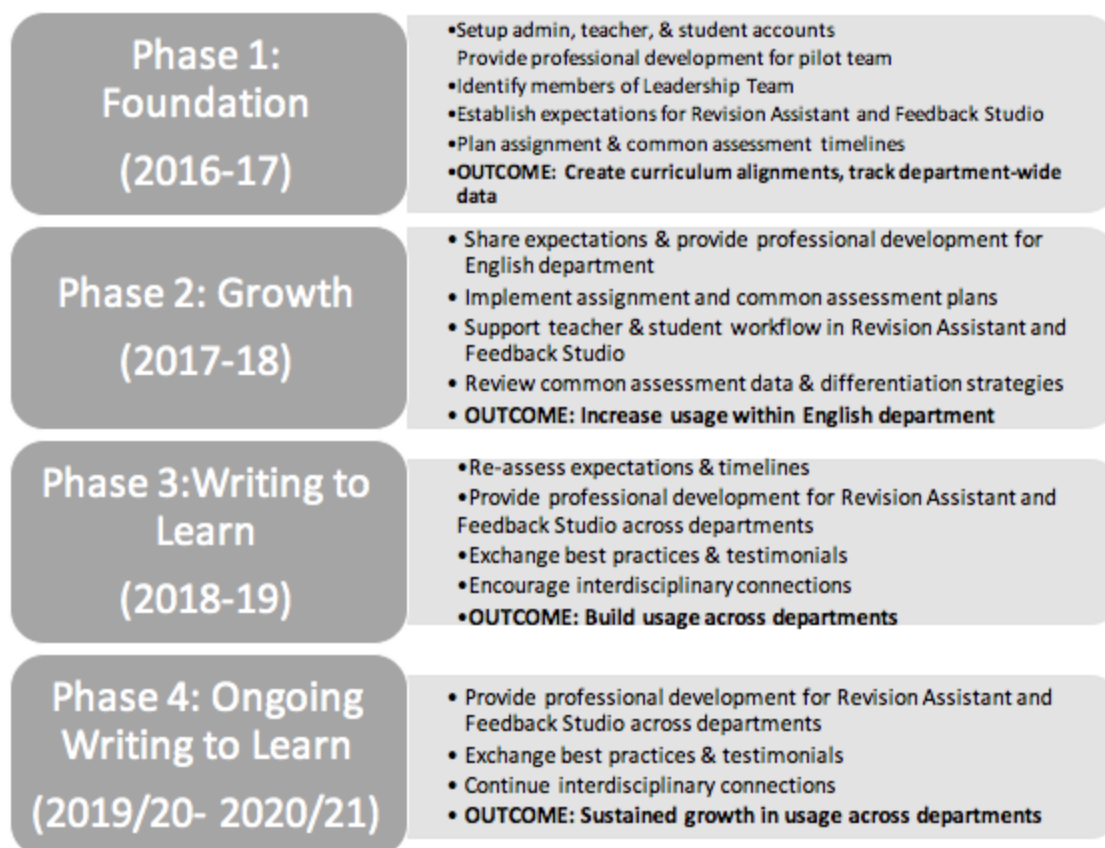 Phase 1:
Foundation
(2016-17)
•Setup admin, teacher, & student accounts
Provide professional development for pilot team
•Identify members of Leadership Team
•Establish expectations for Revision Assistant and Feedback Studio
•Plan assignment & common assessment timelines
•OUTCOME: Create curriculum alignments, track department-wide
data
Phase 2: Growth
(2017-18)
• Share expectations & provide professional development for
English department
• Implement assignment and common assessment plans
• Support teacher & student workflow in Revision Assistant and
Feedback Studio
• Review common assessment data & differentiation strategies
• OUTCOME: Increase usage within English department
Phase 3:Writing to
Learn
(2018-19)
•Re-assess expectations & timelines
•Provide professional development for Revision Assistant and
Feedback Studio across departments
•Exchange best practices & testimonials
•Encourage interdisciplinary connections
•OUTCOME: Build usage across departments
Phase 4: Ongoing
Writing to Learn
(2019/20- 2020/21)
• Provide professional development for Revision Assistant and
Feedback Studio across departments
• Exchange best practices & testimonials
• Continue interdisciplinary connections
• OUTCOME: Sustained growth in usage across departments